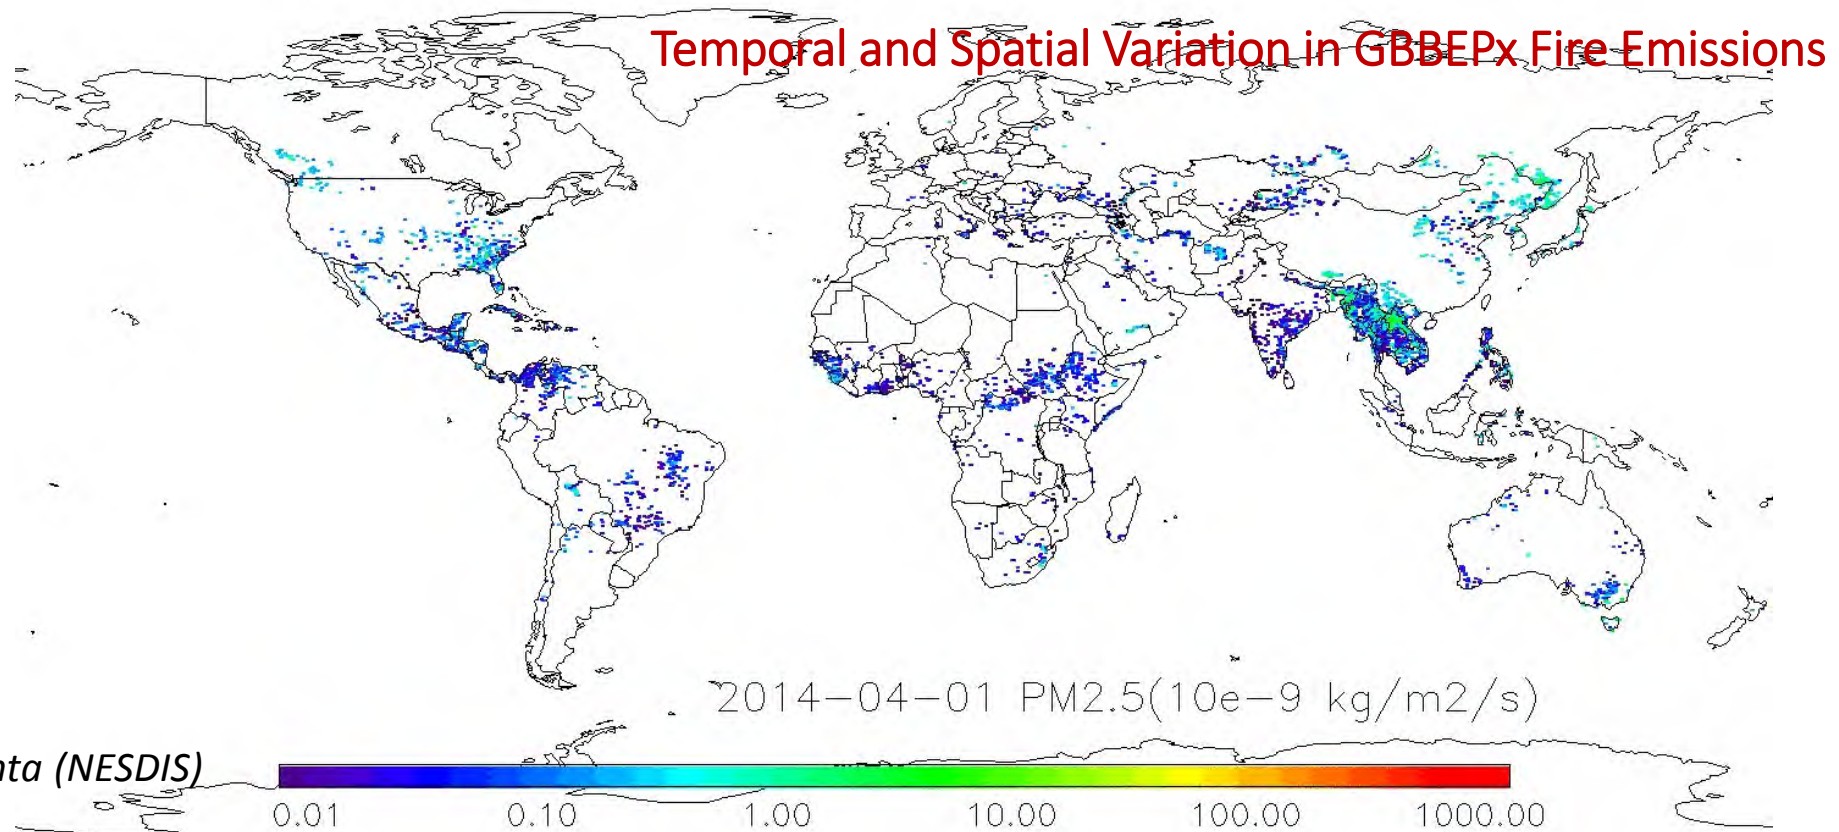 Temporal and Spatial Variation in GBBEPx Fire Emissions
2014-04-01 PM2.5(10e-9 kg/m2/s)
(NESDIS)
0.01 0.10 1.00 10.00 100.00 1000.00